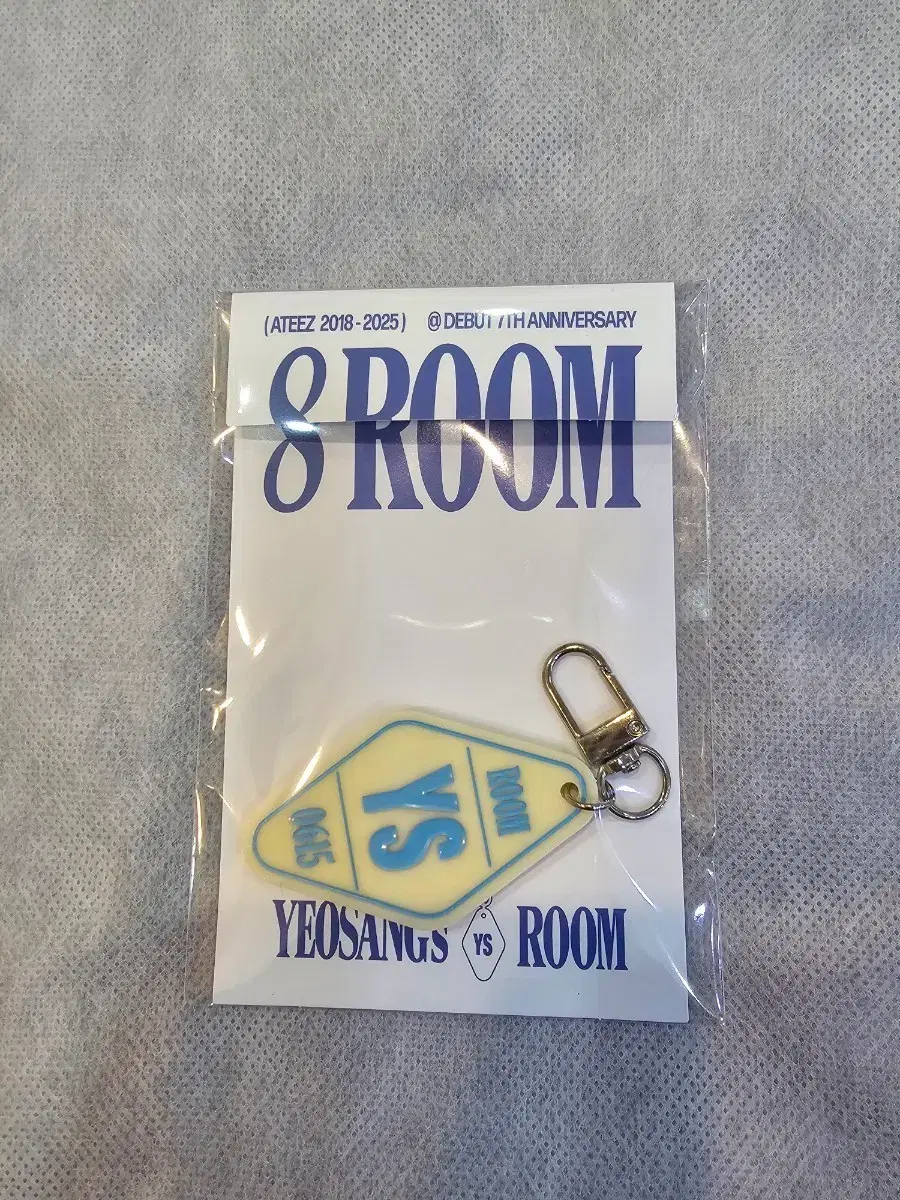 (ATEEZ 2018-2025) @ DEBUT 7TH ANNIVERSARY
8 ROOM
ROOM
YS
0615
YEOSANG's YS ROOM